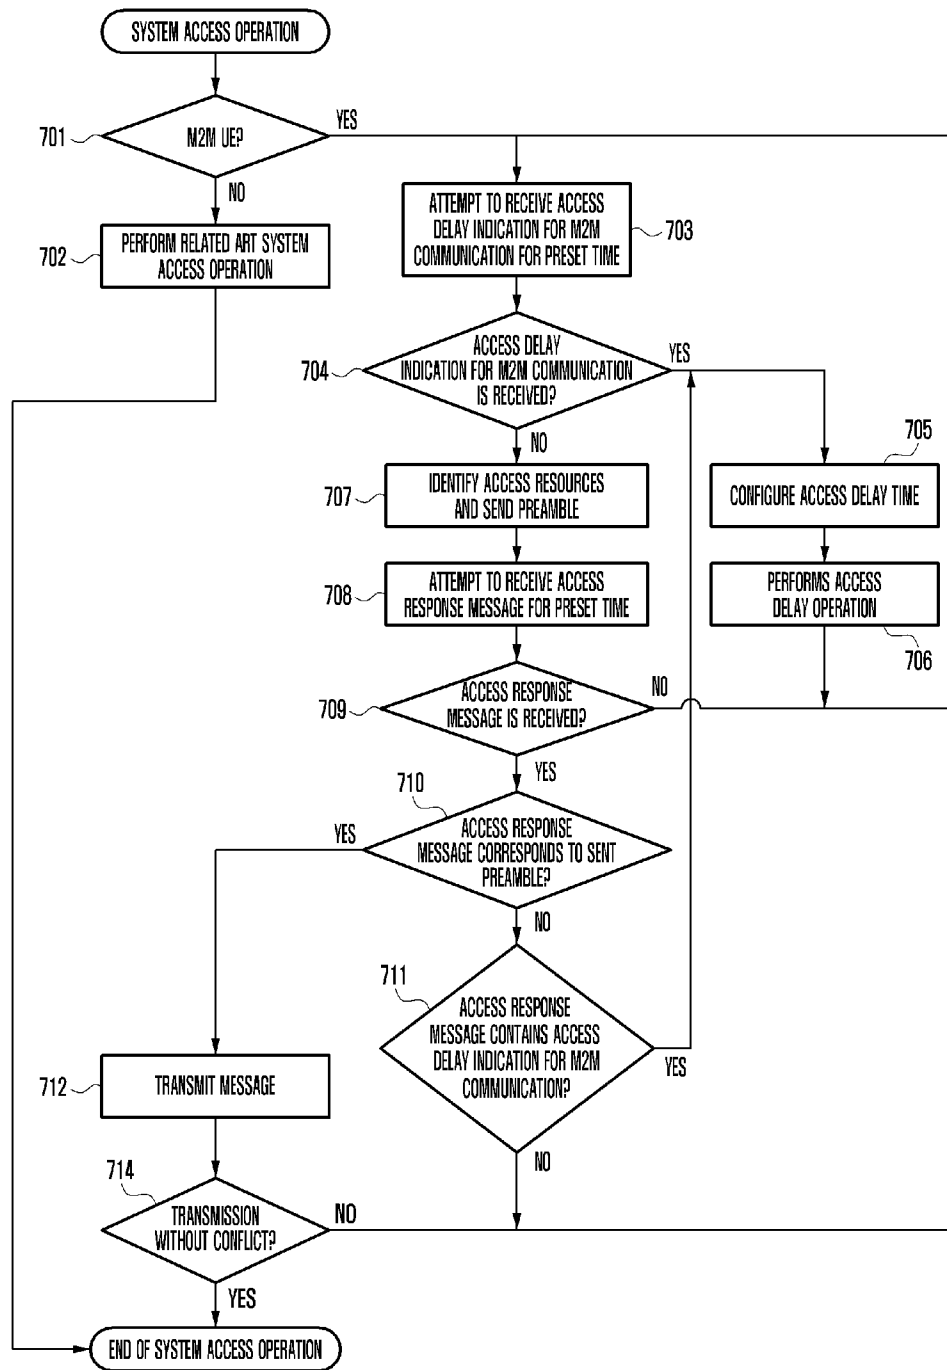 SYSTEM ACCESS OPERATION
701
M2M UE?
YES
NO
702
PERFORM RELATED ART SYSTEM
ACCESS OPERATION
ATTEMPT TO RECEIVE ACCESS
DELAY INDICATION FOR M2M
COMMUNICATION FOR PRESET TIME
703
704
ACCESS DELAY
INDICATION FOR M2M COMMUNICATION
IS RECEIVED?
YES
NO
705
CONFIGURE ACCESS DELAY TIME
707
IDENTIFY ACCESS RESOURCES
AND SEND PREAMBLE
708
ATTEMPT TO RECEIVE ACCESS
RESPONSE MESSAGE FOR PRESET TIME
PERFORMS ACCESS
DELAY OPERATION
706
709
ACCESS RESPONSE
MESSAGE IS RECEIVED?
NO
YES
710
ACCESS RESPONSE
MESSAGE CORRESPONDS TO SENT
PREAMBLE?
YES
NO
711
ACCESS RESPONSE
MESSAGE CONTAINS ACCESS
DELAY INDICATION FOR M2M
COMMUNICATION?
YES
NO
712
TRANSMIT MESSAGE
714
TRANSMISSION
WITHOUT CONFLICT?
NO
YES
END OF SYSTEM ACCESS OPERATION